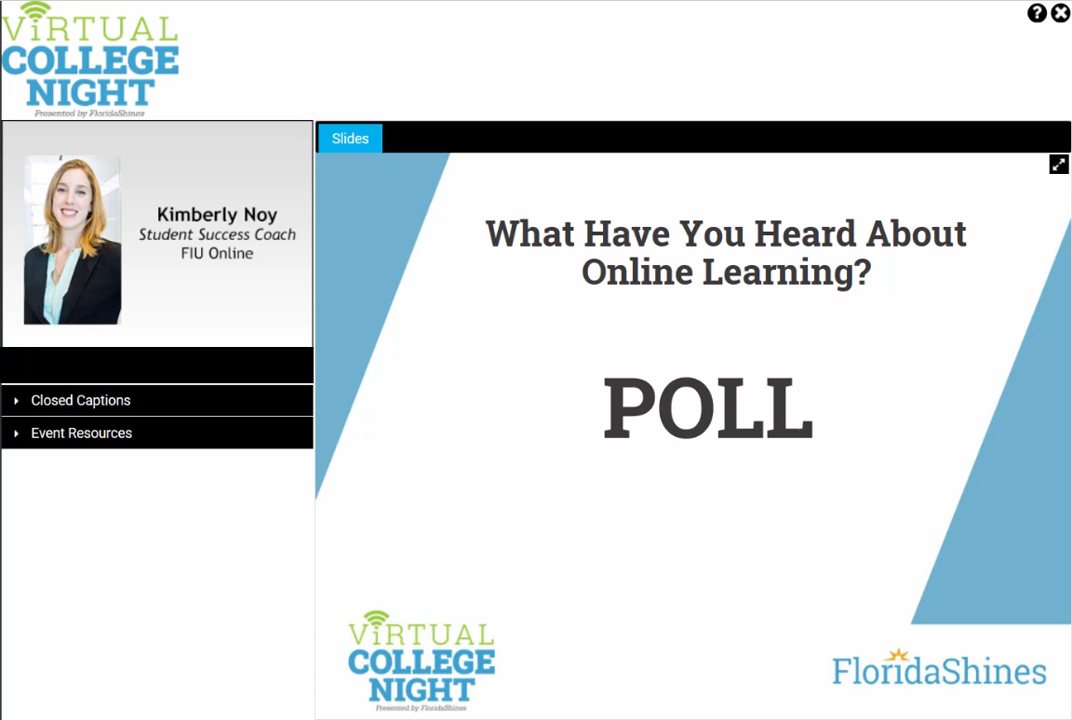 ViRTUAL
COLLEGE
NIGHT
Presented by FloridaShines
Kimberly Noy
Student Success Coach
FIU Online
Closed Captions
Event Resources
Slides
What Have You Heard About
Online Learning?
POLL
ViRTUAL
COLLEGE
NIGHT
Presented by FloridaShines
FloridaShines